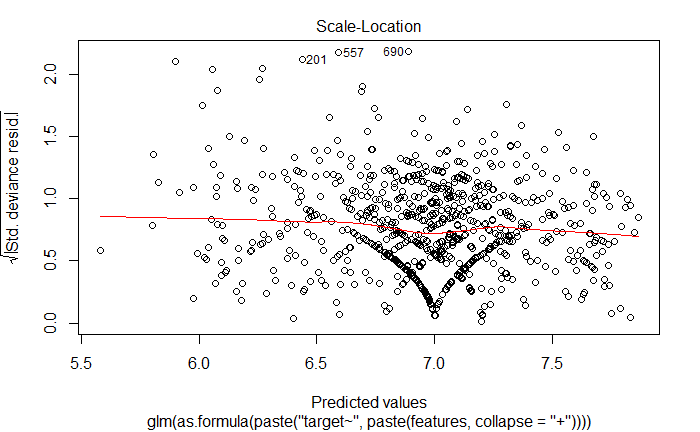 Scale-Location
√|Std. deviance resid.|
0.0 0.5 1.0 1.5 2.0
201
557
690
5.5 6.0 6.5 7.0 7.5
Predicted values
glm(as.formula(paste("target~", paste(features, collapse = "+"))))